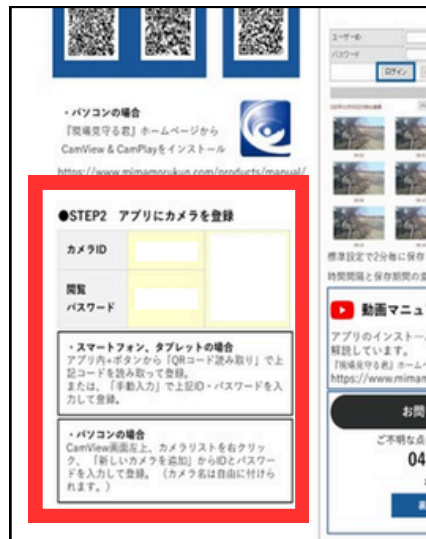 ・パソコンの場合
『現場見守る君』ホームページから
CamView & CamPlayをインストール
https://www.mimamorukun.com/products/manual/
●STEP2 アプリにカメラを登録
カメラID
閲覧
パスワード
・スマートフォン、タブレットの場合
アプリ内+ボタンから「QRコード読み取り」で上
記コードを読み取って登録。
または、「手動入力」で上記ID・パスワードを入
力して登録。
・パソコンの場合
CamView画面左上、カメラリストを右クリッ
ク、「新しいカメラを追加」からIDとパスワー
ドを入力して登録。（カメラ名は自由に付けら
れます。）
ユーザーID
パスワード
ログイン
標準設定で2分毎に保存
時間間隔と保存期間の
動画マニュ
アプリのインストー
解説しています。
『現場見守る君』ホーム
https://www.mimam
お問
ご不明な点
04